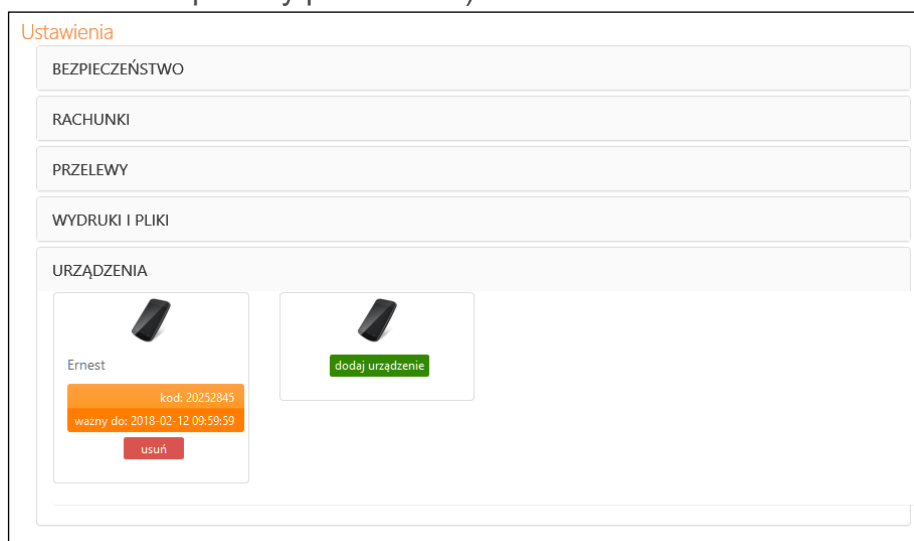 Ustawienia
BEZPIECZEŃSTWO
RACHUNKI
PRZELEWY
WYDRUKI I PLIKI
URZĄDZENIA
Ernest
kod: 20252845
ważny do: 2018-02-12 09:59:59
usuń
dodaj urządzenie